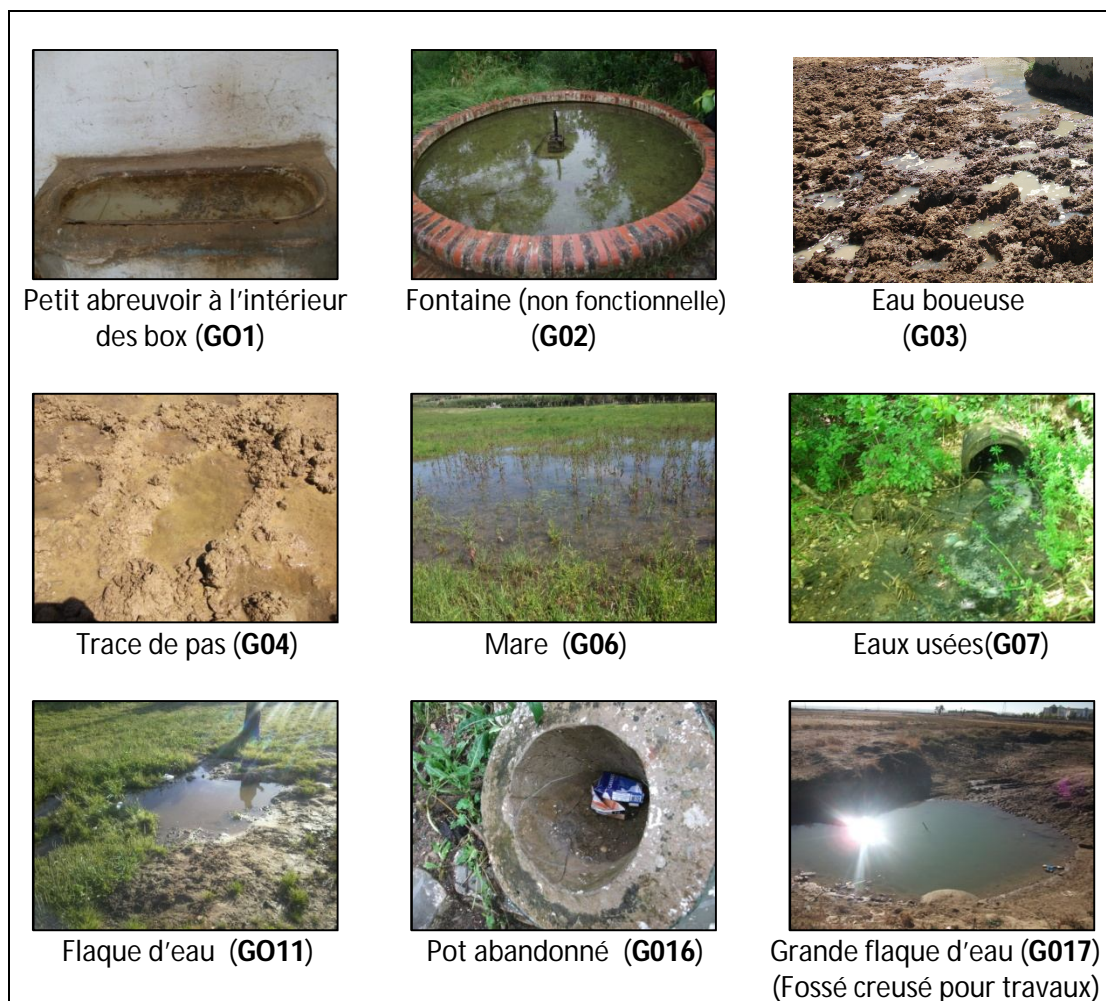 Petit abreuvoir à l'intérieur
des box (GO1)
Fontaine (non fonctionnelle)
(G02)
Eau boueuse
(G03)
Trace de pas (G04)
Mare (G06)
Eaux usées(G07)
Flaque d'eau (GO11)
Pot abandonné (G016)
Grande flaque d'eau (G017)
(Fossé creusé pour travaux)